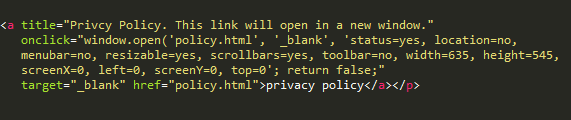 <a title="Privcy Policy. This link will open in a new window."
onclick="window.open('policy.html', '_blank', 'status=yes, location=no,
menubar=no, resizable=yes, scrollbars=yes, toolbar=no, width=635, height=545,
screenX=0, left=0, screenY=0, top=0'; return false;"
target="_blank" href="policy.html">privacy policy</a></p>